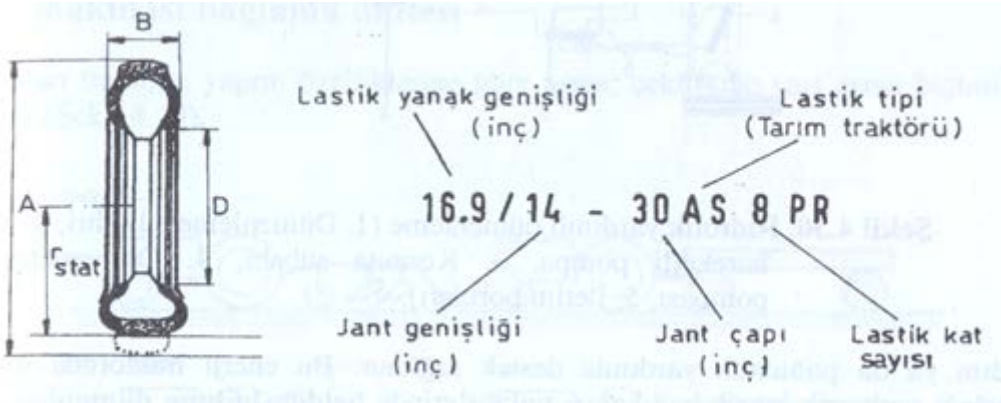 B
A
D
rstat
Lastik yanak genişliği
(inç)
Lastik tipi
(Tarım traktörü)
16.9/14 - 30 AS 8 PR
Jant genişliği
(inç)
Jant çapı
(inç)
Lastik kat
sayısı